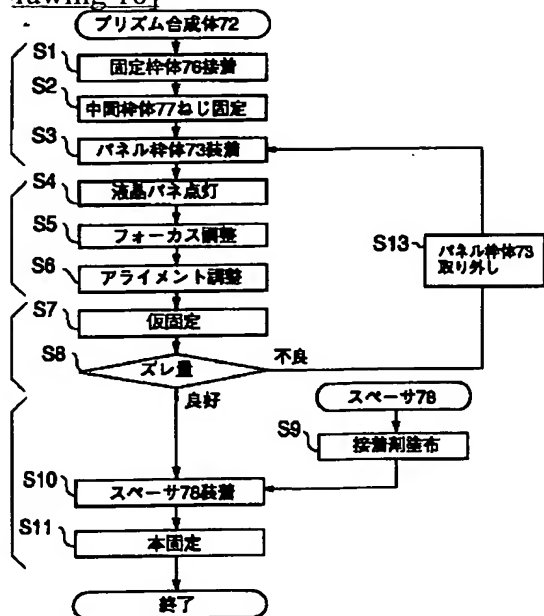 プリズム合成体72
S1
固定枠体76接着
S2
中間枠体77ねじ固定
S3
パネル枠体73装着
S4
液晶パネ点灯
S5
フォーカス調整
S6
アライメント調整
S7
仮固定
S8
ズレ量
不良
良好
S13
パネル枠体73
取り外し
スペーサ78
S9
接着剤塗布
S10
スペーサ78装着
S11
本固定
終了